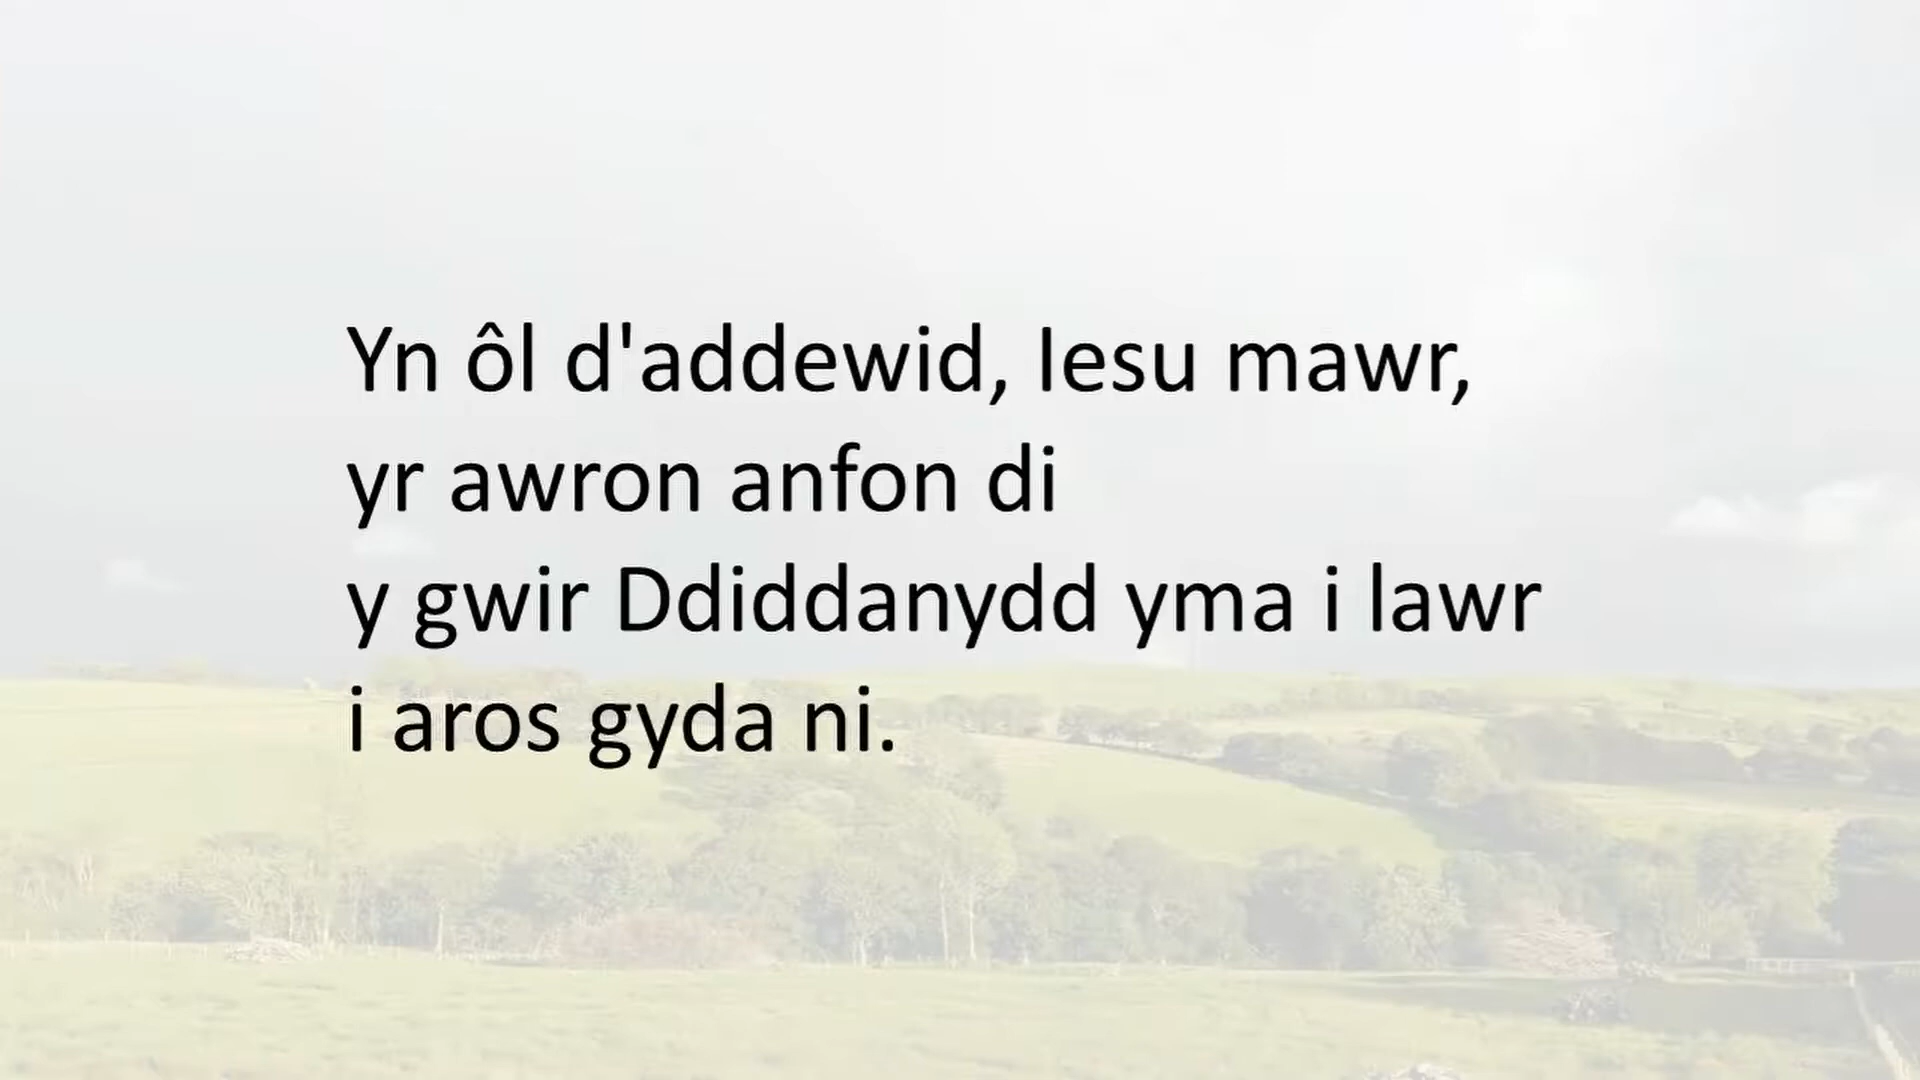 Yn ôl d'addewid, Iesu mawr,
yr awron anfon di
y gwir Ddiddanydd yma i lawr
i aros gyda ni.